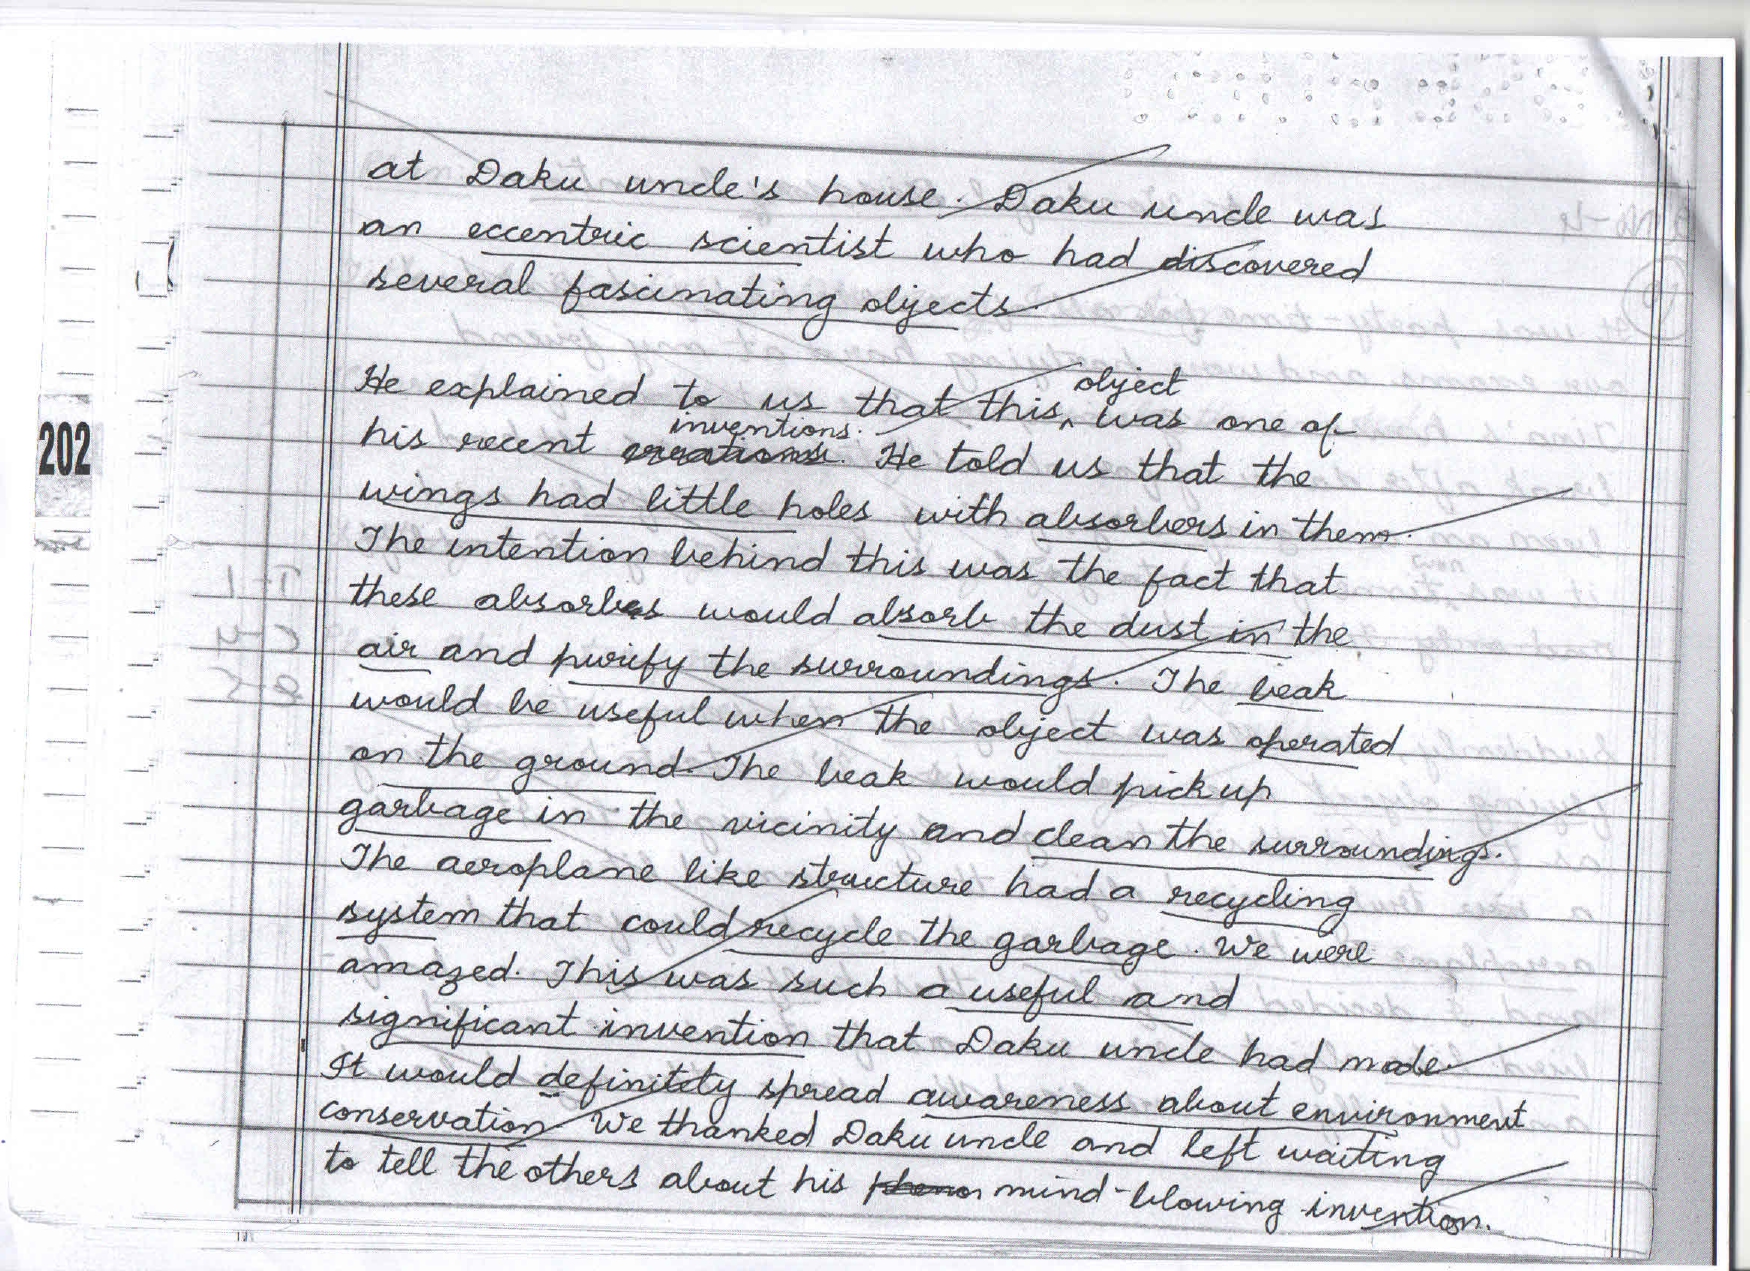 at Daku uncle's house. Daku uncle was
an eccentric scientist who had discovered
several fascinating objects.
He explained to us that this object was one of
his recent creations inventions. He told us that the
wings had little holes with absorbers in them.
The intention behind this was the fact that
these absorbes would absorb the dust in the
air and purify the surroundings. The beak
would be useful when the object was operated
on the ground. The beak would pick up
garbage in the vicinity and clean the surroundings.
The aeroplane like structure had a recycling
system that could recycle the garbage. We were
amazed. This was such a useful and
significant invention that Daku uncle had made.
It would definitely spread awareness about environment
conservation. We thanked Daku uncle and left waiting
to tell the others about his mind-blowing invention.
202